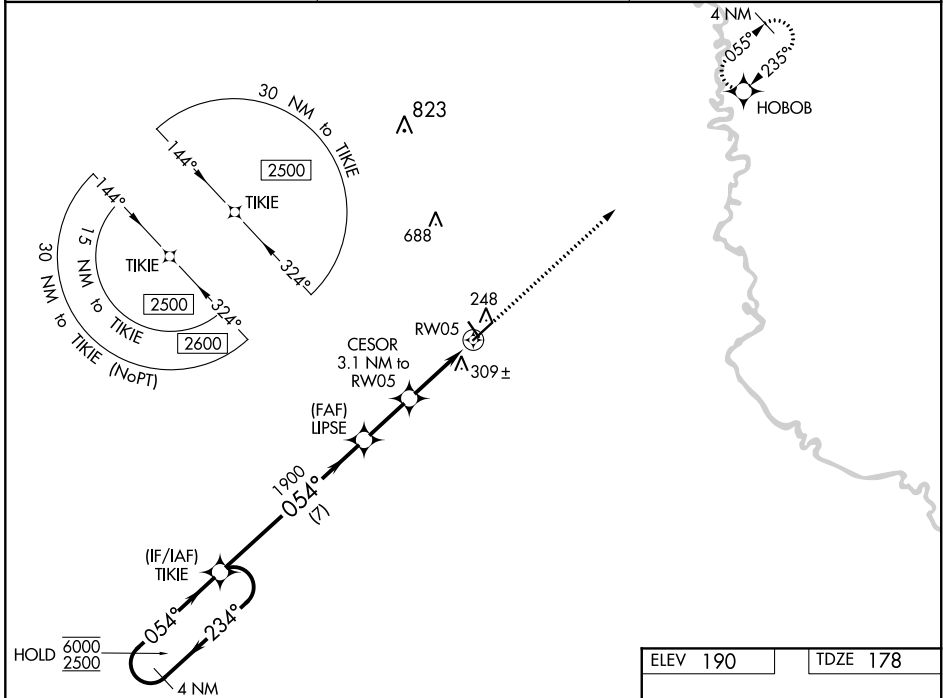 4 NM
055°
235°
HOBOB
30 NM to TIKIE
144°
2500
TIKIE
324°
823
688
144°
TIKIE
15 NM to TIKIE
2500
324°
2600
30 NM to TIKIE (NoPT)
248
RW05
309±
CESOR
3.1 NM to
RW05
(FAF)
LIPSE
1900
054°
(7)
(IF/IAF)
TIKIE
054°
234°
HOLD 6000
2500
4 NM
ELEV 190
TDZE 178